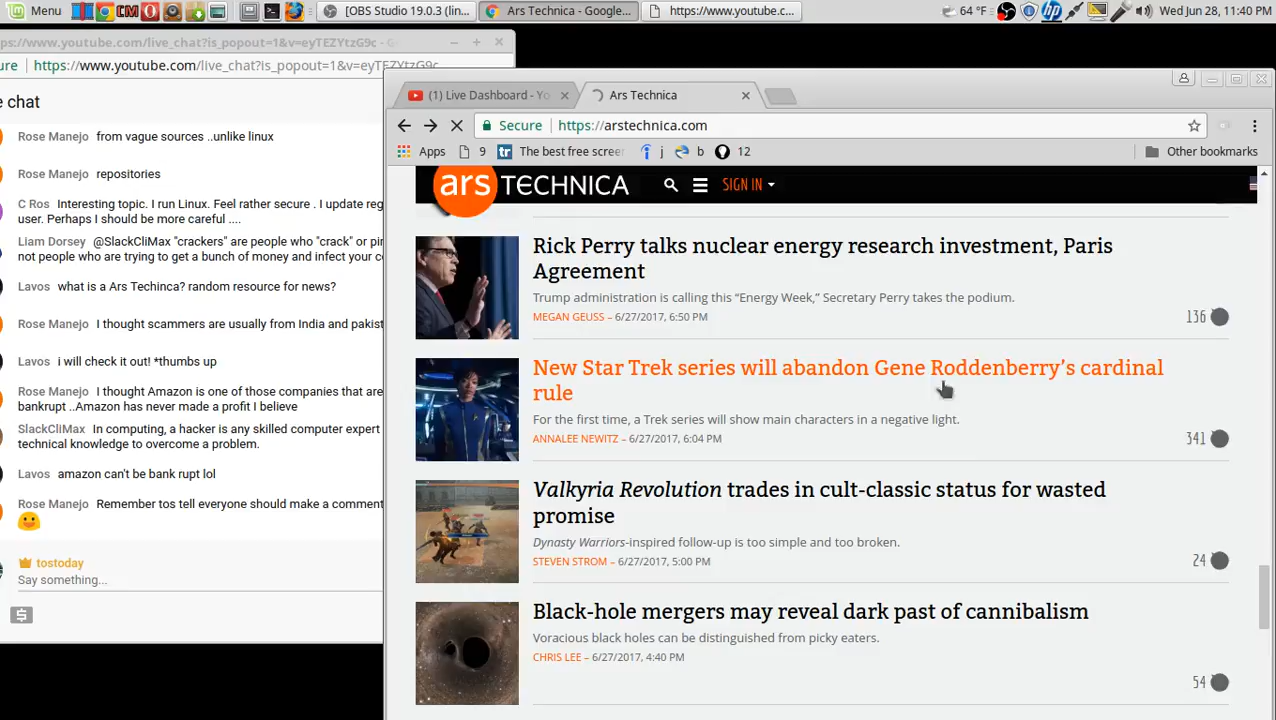 Menu
[OBS Studio 19.0.3 (lin...
Ars Technica - Google...
https://www.youtube.c...
64 °F
Wed Jun 28, 11:40 PM
ps://www.youtube.com/live_chat?is_popout=1&v=eyTEZYtzG9c - G
ure https://www.youtube.com/live_chat?is_popout=1&v=eyTEZYtzG9c
e chat
Rose Manejo from vague sources ..unlike linux
Rose Manejo repositories
C Ros Interesting topic. I run Linux. Feel rather secure . I update reg
user. Perhaps I should be more careful ....
Liam Dorsey @SlackCliMax "crackers" are people who "crack" or pi
not people who are trying to get a bunch of money and infect your c
Lavos what is a Ars Techinca? random resource for news?
Rose Manejo I thought scammers are usually from India and pakist
Lavos i will check it out! *thumbs up
Rose Manejo I thought Amazon is one of those companies that are
bankrupt ..Amazon has never made a profit I believe
SlackCliMax In computing, a hacker is any skilled computer expert
technical knowledge to overcome a problem.
Lavos amazon can't be bank rupt lol
Rose Manejo Remember tos tell everyone should make a comment
tostoday
Say something...
(1) Live Dashboard - Yo
Ars Technica
Secure https://arstechnica.com
Apps 9 tr The best free scree j b 12 Other bookmarks
ars TECHNICA SIGN IN
Rick Perry talks nuclear energy research investment, Paris
Agreement
Trump administration is calling this “Energy Week,” Secretary Perry takes the podium.
MEGAN GEUSS – 6/27/2017, 6:50 PM
136
New Star Trek series will abandon Gene Roddenberry’s cardinal
rule
For the first time, a Trek series will show main characters in a negative light.
ANNALEE NEWITZ – 6/27/2017, 6:04 PM
341
Valkyria Revolution trades in cult-classic status for wasted
promise
Dynasty Warriors-inspired follow-up is too simple and too broken.
STEVEN STROM – 6/27/2017, 5:00 PM
24
Black-hole mergers may reveal dark past of cannibalism
Voracious black holes can be distinguished from picky eaters.
CHRIS LEE – 6/27/2017, 4:40 PM
54